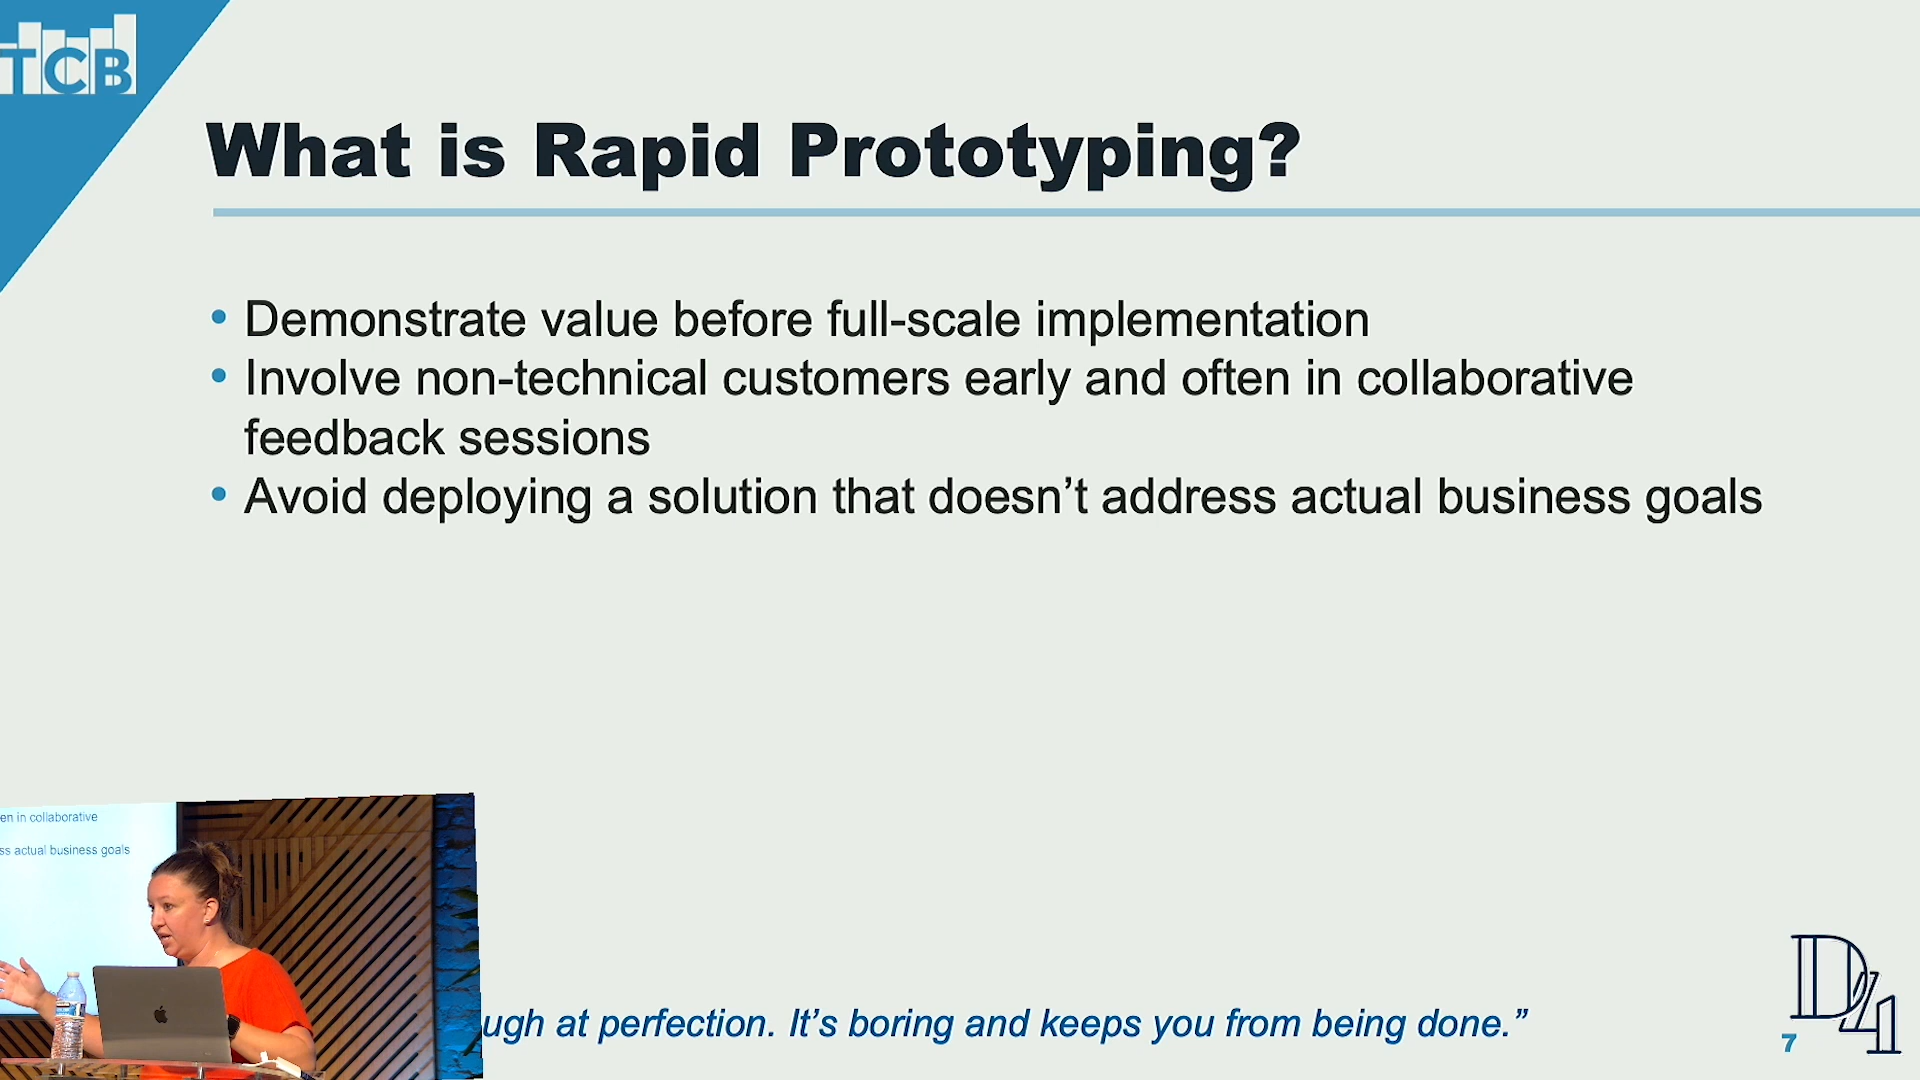 TCB
What is Rapid Prototyping?
• Demonstrate value before full-scale implementation
• Involve non-technical customers early and often in collaborative
feedback sessions
• Avoid deploying a solution that doesn’t address actual business goals
en in collaborative
ss actual business goals
ugh at perfection. It’s boring and keeps you from being done.”
D4
7